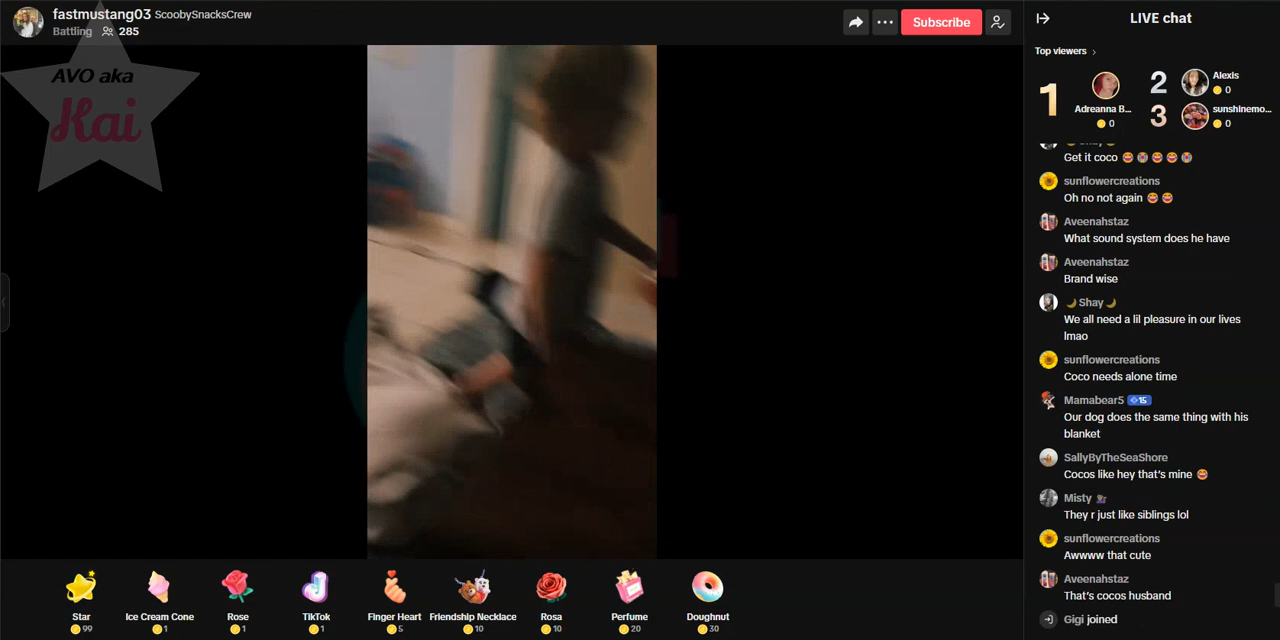 fastmustang03 ScoobySnacksCrew
Battling 285
AVO aka
Kai
Subscribe
LIVE chat
Top viewers
1
Adreanna B...
0
2
Alexis
0
3
sunshinemo...
0
Get it coco
sunflowercreations
Oh no not again
Aveenahstaz
What sound system does he have
Aveenahstaz
Brand wise
Shay
We all need a lil pleasure in our lives
lmao
sunflowercreations
Coco needs alone time
Mamabear5 15
Our dog does the same thing with his
blanket
SallyByTheSeaShore
Cocos like hey that's mine
Misty
They r just like siblings lol
sunflowercreations
Awwww that cute
Aveenahstaz
That's cocos husband
Gigi joined
Star
99
Ice Cream Cone
1
Rose
1
TikTok
1
Finger Heart
5
Friendship Necklace
10
Rosa
10
Perfume
20
Doughnut
30